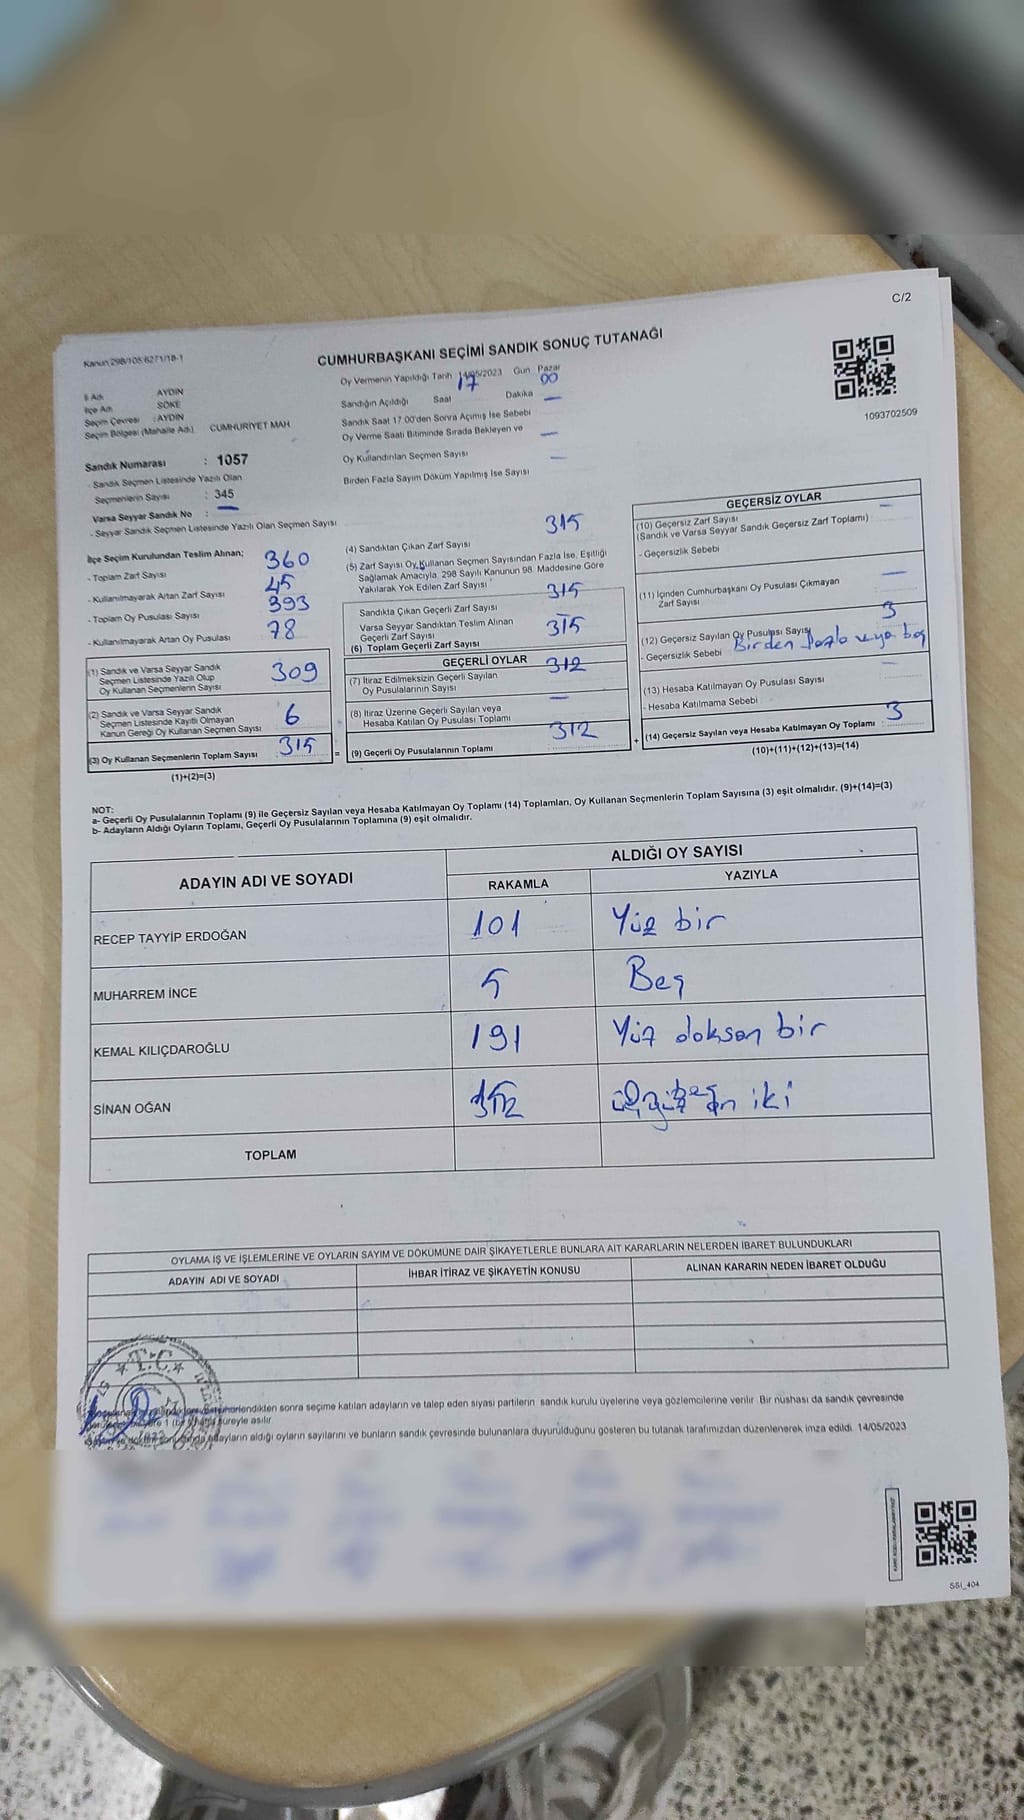 C/2
Kanun:298/105 6271/18-1
CUMHURBAŞKANI SEÇİMİ SANDIK SONUÇ TUTANAĞI
1093702509
İl Adı AYDIN
İlçe Adı SÖKE
Seçim Çevresi : AYDIN
Seçim Bölgesi (Mahalle Adı) CUMHURİYET MAH.
Sandık Numarası : 1057
- Sandık Seçmen Listesinde Yazılı Olan
Seçmenlerin Sayısı : 345
Varsa Seyyar Sandık No : —
- Seyyar Sandık Seçmen Listesinde Yazılı Olan Seçmen Sayısı
Oy Vermenin Yapıldığı Tarih 14/05/2023 Gün Pazar
Sandığın Açıldığı Saat 17 Dakika 00
Sandık Saat 17:00'den Sonra Açımış İse Sebebi —
Oy Verme Saati Bitiminde Sırada Bekleyen ve
Oy Kullandırılan Seçmen Sayısı —
Birden Fazla Sayım Döküm Yapılmış İse Sayısı —
İlçe Seçim Kurulundan Teslim Alınan;
- Toplam Zarf Sayısı 360
- Kullanılmayarak Artan Zarf Sayısı 45
- Toplam Oy Pusulası Sayısı 393
- Kullanılmayarak Artan Oy Pusulası 78
(1) Sandık ve Varsa Seyyar Sandık
Seçmen Listesinde Yazılı Olup
Oy Kullanan Seçmenlerin Sayısı 309
(2) Sandık ve Varsa Seyyar Sandık
Seçmen Listesinde Kayıtlı Olmayan
Kanun Gereği Oy Kullanan Seçmen Sayısı 6
(3) Oy Kullanan Seçmenlerin Toplam Sayısı 315
(1)+(2)=(3)
(4) Sandıktan Çıkan Zarf Sayısı 315
(5) Zarf Sayısı Oy Kullanan Seçmen Sayısından Fazla İse, Eşitliği
Sağlamak Amacıyla, 298 Sayılı Kanunun 98. Maddesine Göre
Yakılarak Yok Edilen Zarf Sayısı
Sandıkta Çıkan Geçerli Zarf Sayısı 315
Varsa Seyyar Sandıktan Teslim Alınan
Geçerli Zarf Sayısı
(6) Toplam Geçerli Zarf Sayısı 315
GEÇERLİ OYLAR
(7) İtiraz Edilmeksizin Geçerli Sayılan
Oy Pusulalarının Sayısı 312
(8) İtiraz Üzerine Geçerli Sayılan veya
Hesaba Katılan Oy Pusulası Toplamı —
= (9) Geçerli Oy Pusulalarının Toplamı 312
GEÇERSİZ OYLAR
(10) Geçersiz Zarf Sayısı —
(Sandık ve Varsa Seyyar Sandık Geçersiz Zarf Toplamı)
- Geçersizlik Sebebi
(11) İçinden Cumhurbaşkanı Oy Pusulası Çıkmayan
Zarf Sayısı —
(12) Geçersiz Sayılan Oy Pusulası Sayısı 3
- Geçersizlik Sebebi Birden fazla veya boş
(13) Hesaba Katılmayan Oy Pusulası Sayısı —
- Hesaba Katılmama Sebebi
+ (14) Geçersiz Sayılan veya Hesaba Katılmayan Oy Toplamı : 3
(10)+(11)+(12)+(13)=(14)
NOT:
a- Geçerli Oy Pusulalarının Toplamı (9) ile Geçersiz Sayılan veya Hesaba Katılmayan Oy Toplamı (14) Toplamları, Oy Kullanan Seçmenlerin Toplam Sayısına (3) eşit olmalıdır. (9)+(14)=(3)
b- Adayların Aldığı Oyların Toplamı, Geçerli Oy Pusulalarının Toplamına (9) eşit olmalıdır.
ADAYIN ADI VE SOYADI
ALDIĞI OY SAYISI
RAKAMLA YAZIYLA
RECEP TAYYİP ERDOĞAN 101 Yüz bir
MUHARREM İNCE 5 Beş
KEMAL KILIÇDAROĞLU 191 Yüz doksan bir
SİNAN OĞAN iki
TOPLAM
OYLAMA İŞ VE İŞLEMLERİNE VE OYLARIN SAYIM VE DÖKÜMÜNE DAİR ŞİKAYETLERLE BUNLARA AİT KARARLARIN NELERDEN İBARET BULUNDUKLARI
ADAYIN ADI VE SOYADI İHBAR İTİRAZ VE ŞİKAYETİN KONUSU ALINAN KARARIN NEDEN İBARET OLDUĞU
T.C.
sonra seçime katılan adayların ve talep eden siyasi partilerin sandık kurulu üyelerine veya gözlemcilerine verilir. Bir nüshası da sandık çevresinde
süreyle asılır.
adayların aldığı oyların sayılarını ve bunların sandık çevresinde bulunanlara duyurulduğunu gösteren bu tutanak tarafımızdan düzenlenerek imza edildi. 14/05/2023
SSI_404